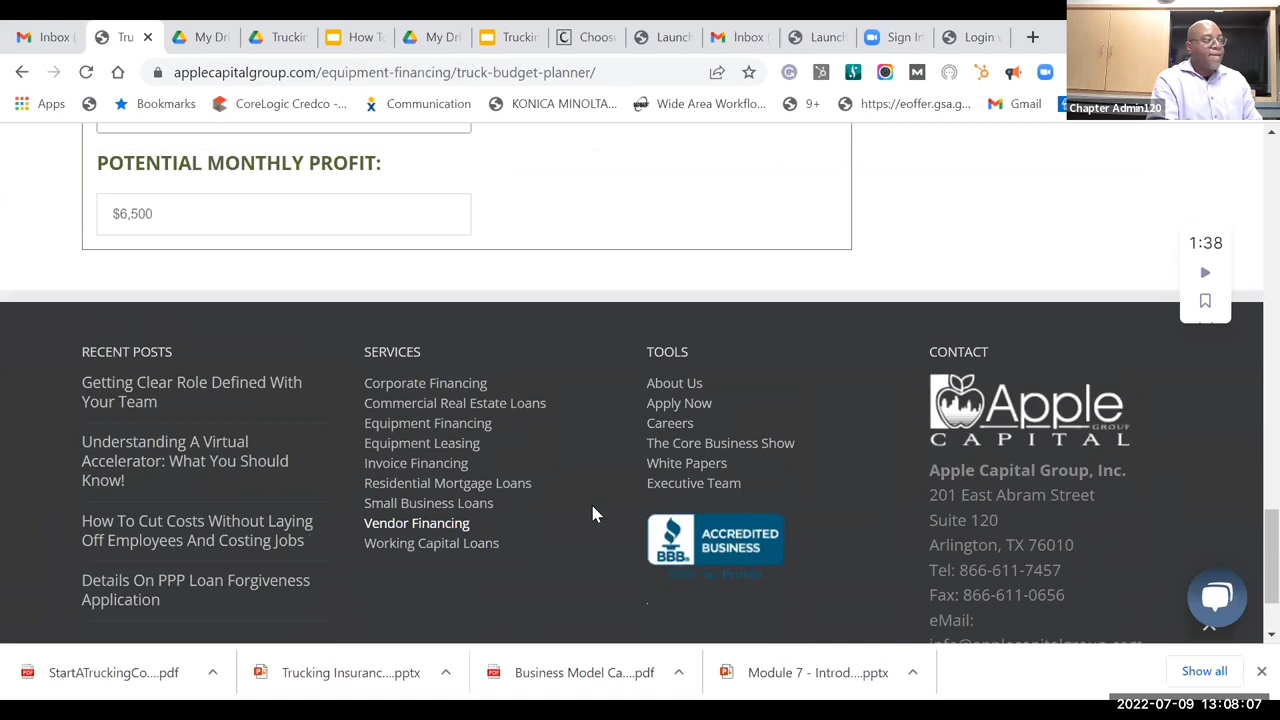 Inbox (
Tru
My Dri
Truckin
How To
My Dri
Truc
Choos
Launch
Inbox (
Launch
Sign In
Login
applecapitalgroup.com/equipment-financing/truck-budget-planner/
Chapter Admin120
Apps
Bookmarks
CoreLogic Credco -...
Communication
KONICA MINOLTA...
Wide Area Workflo...
9+
https://eoffer.gsa.g...
Gmail
POTENTIAL MONTHLY PROFIT:
$6,500
1:38
RECENT POSTS
Getting Clear Role Defined With
Your Team
Understanding A Virtual
Accelerator: What You Should
Know!
How To Cut Costs Without Laying
Off Employees And Costing Jobs
Details On PPP Loan Forgiveness
Application
SERVICES
Corporate Financing
Commercial Real Estate Loans
Equipment Financing
Equipment Leasing
Invoice Financing
Residential Mortgage Loans
Small Business Loans
Vendor Financing
Working Capital Loans
TOOLS
About Us
Apply Now
Careers
The Core Business Show
White Papers
Executive Team
BBB
ACCREDITED
BUSINESS
CONTACT
Apple
GROUP
CAPITAL
Apple Capital Group, Inc.
201 East Abram Street
Suite 120
Arlington, TX 76010
Tel: 866-611-7457
Fax: 866-611-0656
eMail:
info@applecapitalgroup.com
StartATruckingCo....pdf
Trucking Insuranc....pptx
Business Model Ca....pdf
Module 7 - Introd....pptx
Show all
2022-07-09 13:08:07